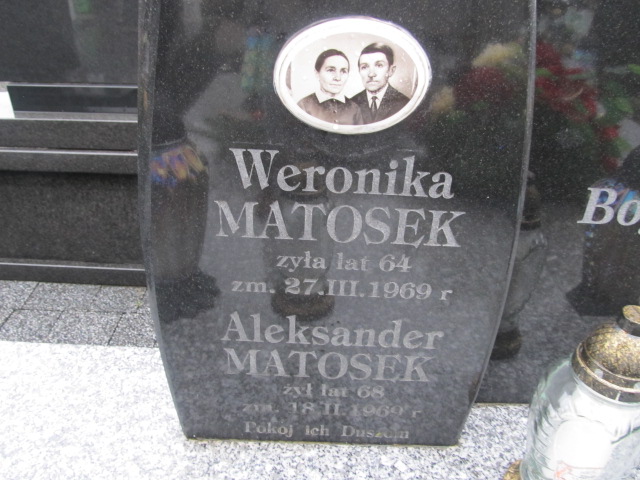 Weronika
MATOSEK
zyła lat 64
zm. 27.III.1969 r
Aleksander
MATOSEK
żył lat 68
zm. 18 II.1969 r
Pokój Ich Duszom